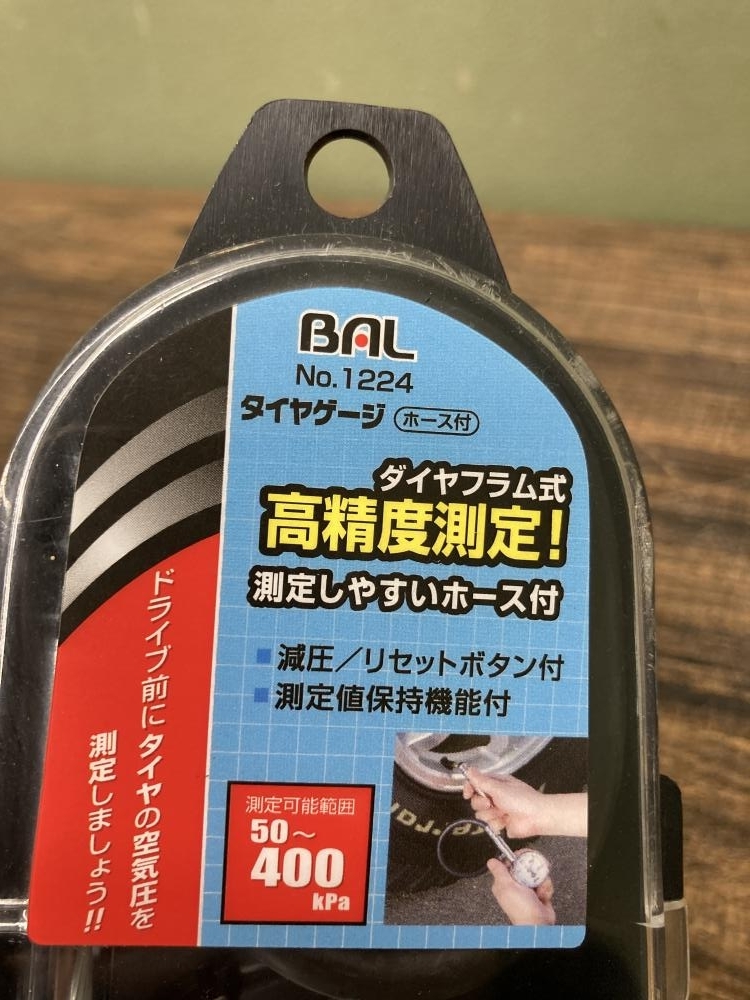 BAL
No.1224
タイヤゲージ ホース付
ダイヤフラム式
高精度測定!
測定しやすいホース付
減圧／リセットボタン付
測定値保持機能付
測定可能範囲
50～
400
kPa
ドライブ前にタイヤの空気圧を
測定しましょう!!